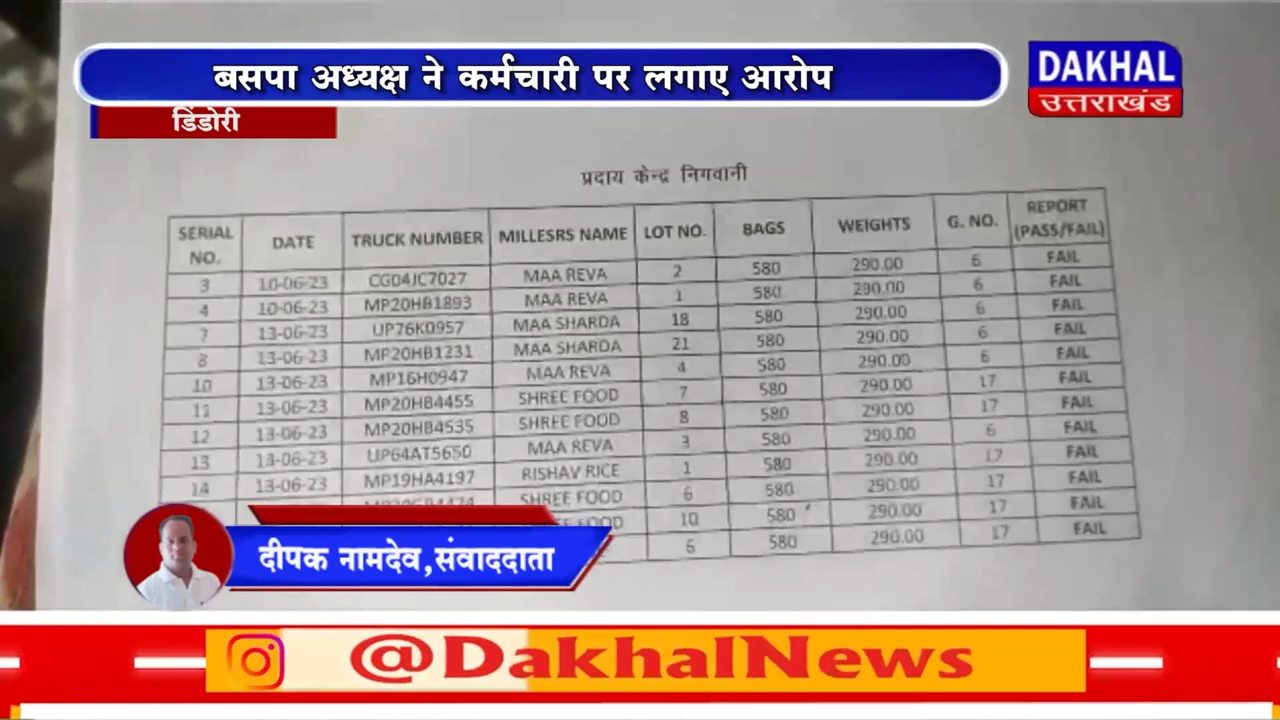 बसपा अध्यक्ष ने कर्मचारी पर लगाए आरोप
डिंडोरी
DAKHAL
उत्तराखंड
प्रदाय केन्द्र निगवानी
SERIAL NO. DATE TRUCK NUMBER MILLESRS NAME LOT NO. BAGS WEIGHTS G. NO. REPORT (PASS/FAIL)
3 10-06-23 CG04JC7027 MAA REVA 2 580 290.00 6 FAIL
4 10-06-23 MP20HB1893 MAA REVA 1 580 290.00 6 FAIL
7 13-06-23 UP76K0957 MAA SHARDA 18 580 290.00 6 FAIL
8 13-06-23 MP20HB1231 MAA SHARDA 21 580 290.00 6 FAIL
10 13-06-23 MP16H0947 MAA REVA 4 580 290.00 6 FAIL
11 13-06-23 MP20HB4455 SHREE FOOD 7 580 290.00 17 FAIL
12 13-06-23 MP20HB4535 SHREE FOOD 8 580 290.00 17 FAIL
13 13-06-23 UP64AT5650 MAA REVA 3 580 290.00 6 FAIL
14 13-06-23 MP19HA4197 RISHAV RICE 1 580 290.00 17 FAIL
SHREE FOOD 6 580 290.00 17 FAIL
FOOD 10 580 290.00 17 FAIL
6 580 290.00 17 FAIL
दीपक नामदेव,संवाददाता
@DakhalNews